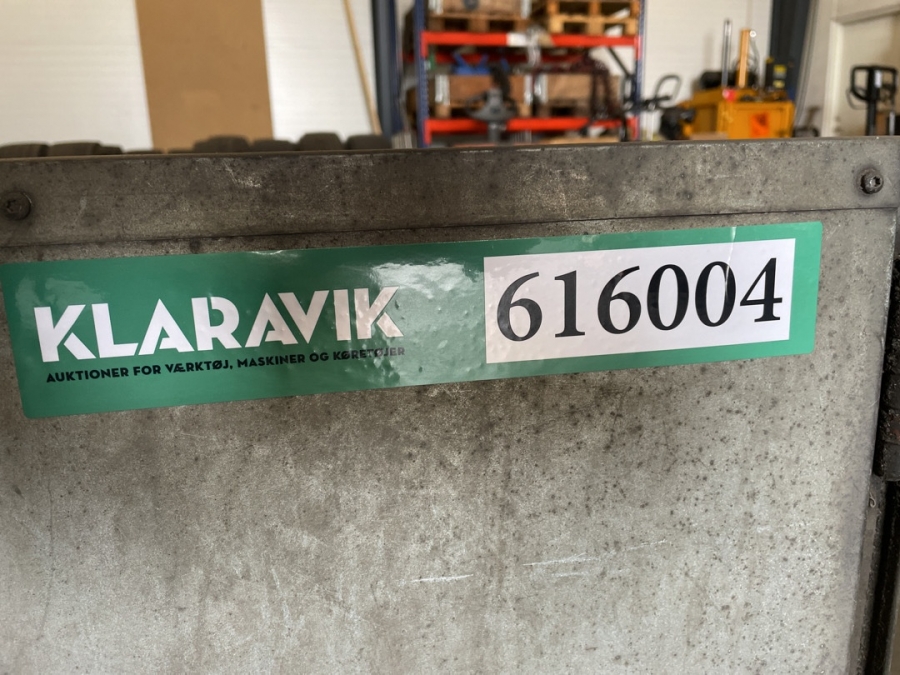 KLARAVIK
AUKTIONER FOR VÆRKTØJ, MASKINER OG KØRETØJER
616004